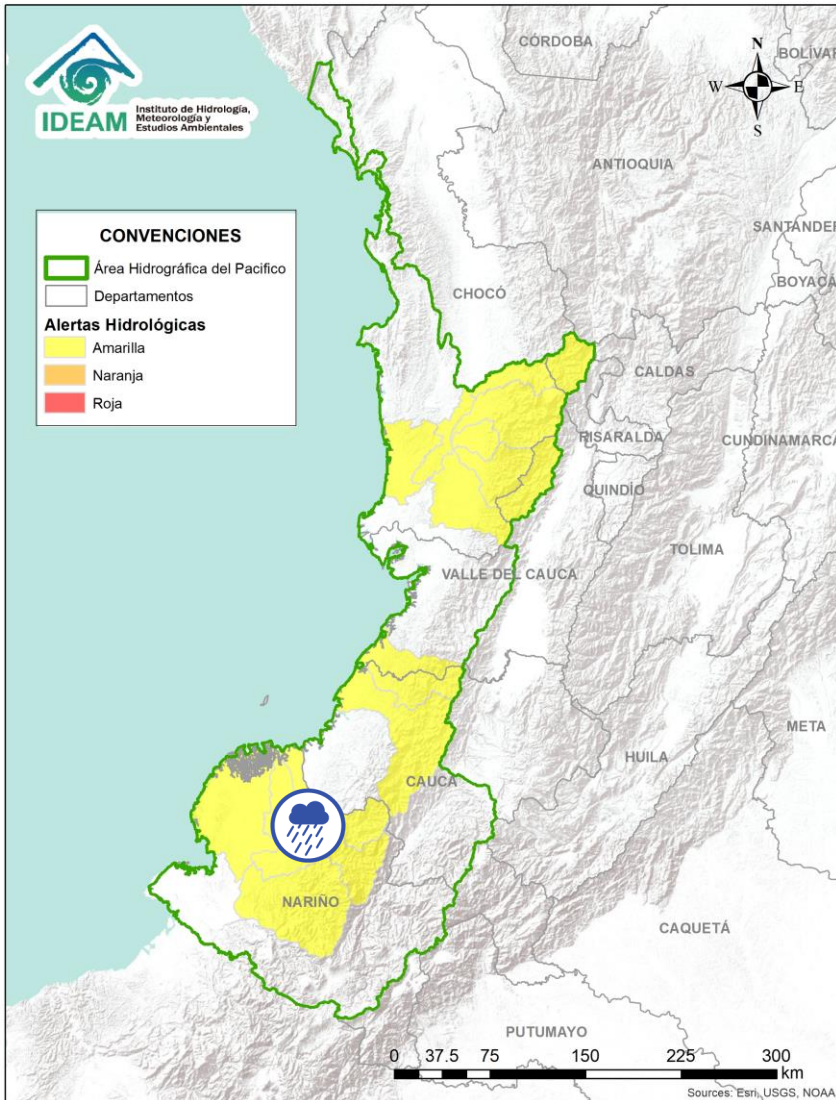 IDEAM
Instituto de Hidrología,
Meteorología y
Estudios Ambientales
CÓRDOBA
BOLÍVAR
N
W
E
S
ANTIOQUIA
CONVENCIONES
Área Hidrográfica del Pacifico
Departamentos
Alertas Hidrológicas
Amarilla
Naranja
Roja
SANTANDER
BOYACÁ
CHOCÓ
CALDAS
RISARALDA
CUNDINAMARCA
QUINDÍO
TOLIMA
VALLE DEL CAUCA
META
HUILA
CAUCA
NARIÑO
CAQUETÁ
PUTUMAYO
0 37.5 75 150 225 300
km
Sources: Esri, USGS, NOAA